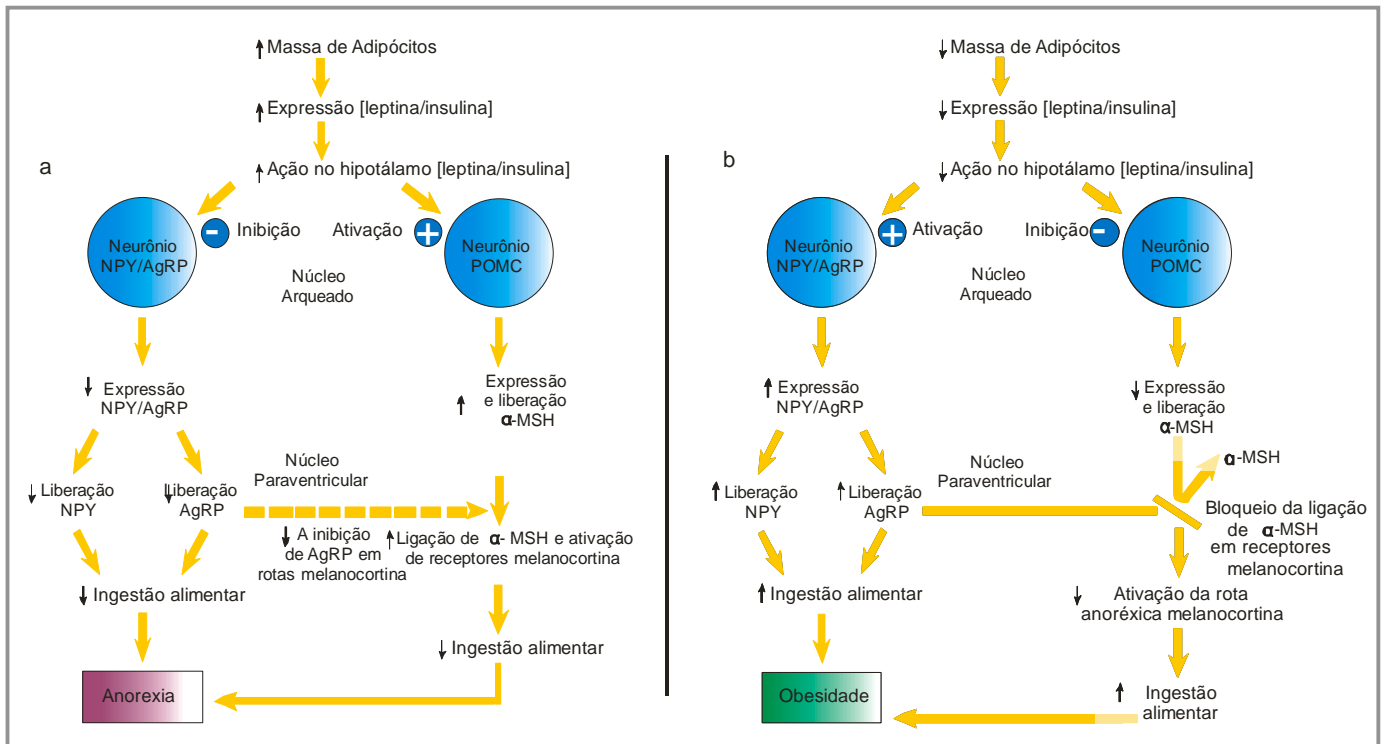 ↑ Massa de Adipócitos
↑ Expressão [leptina/insulina]
↑ Ação no hipotálamo [leptina/insulina]
a
Neurônio
NPY/AgRP
- Inibição
Ativação +
Neurônio
POMC
Núcleo
Arqueado
↓ Expressão
NPY/AgRP
Expressão
↑ e liberação
α-MSH
↓ Liberação
NPY
↓Liberação
AgRP
Núcleo
Paraventricular
↓ A inibição
de AgRP em
rotas melanocortina
↑ Ligação de α- MSH e ativação
de receptores melanocortina
↓ Ingestão alimentar
↓ Ingestão alimentar
Anorexia
↓ Massa de Adipócitos
↓ Expressão [leptina/insulina]
↓ Ação no hipotálamo [leptina/insulina]
b
Neurônio
NPY/AgRP
+ Ativação
Inibição -
Neurônio
POMC
Núcleo
Arqueado
↑ Expressão
NPY/AgRP
↓ Expressão
e liberação
α-MSH
α-MSH
↑ Liberação
NPY
↑ Liberação
AgRP
Núcleo
Paraventricular
Bloqueio da ligação
de α-MSH
em receptores
melanocortina
↑ Ingestão alimentar
↓ Ativação da rota
anoréxica melanocortina
Obesidade
↑ Ingestão
alimentar